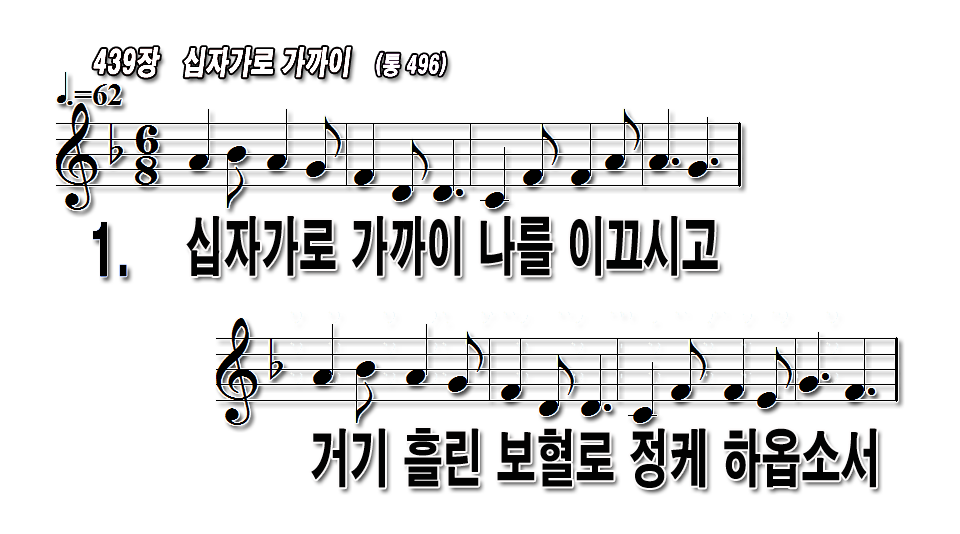 439장 십자가로 가까이 (통 496)
♩.=62
6
8
1. 십자가로 가까이 나를 이끄시고
거기 흘린 보혈로 정케 하옵소서